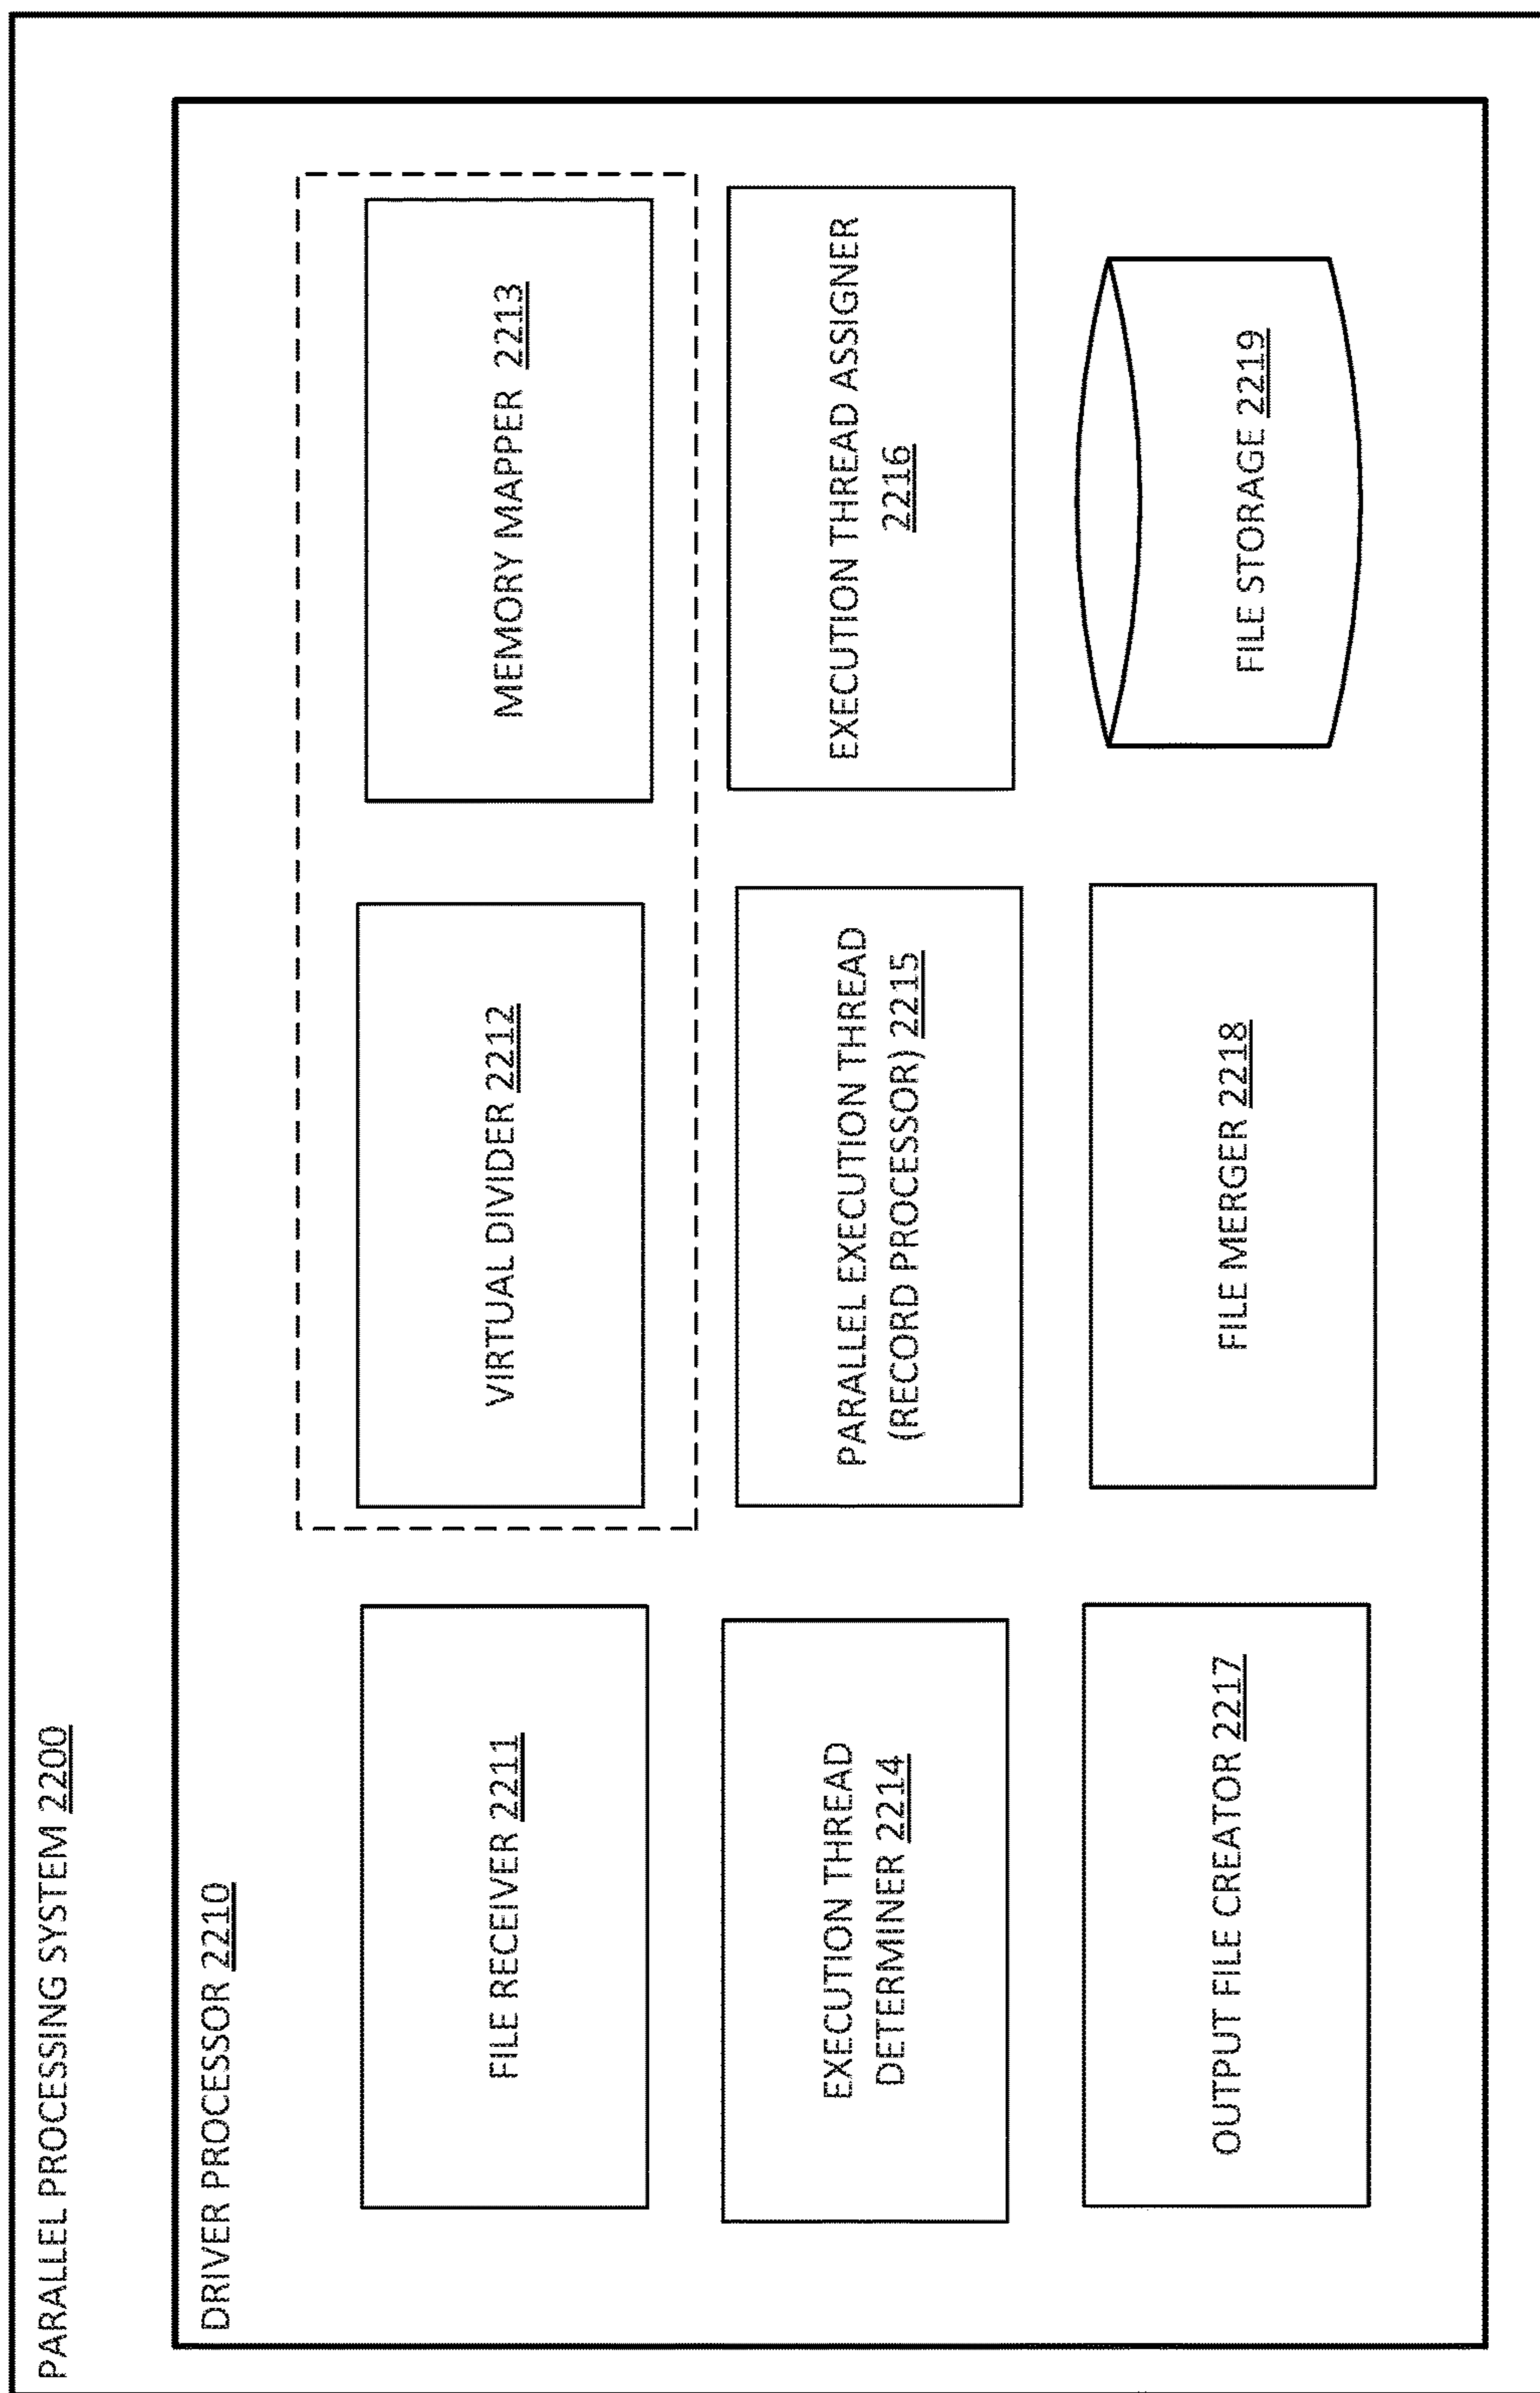 PARALLEL PROCESSING SYSTEM 2200
DRIVER PROCESSOR 2210
FILE RECEIVER 2211
VIRTUAL DIVIDER 2212
MEMORY MAPPER 2213
EXECUTION THREAD
DETERMINER 2214
PARALLEL EXECUTION THREAD
(RECORD PROCESSOR) 2215
EXECUTION THREAD ASSIGNER
2216
OUTPUT FILE CREATOR 2217
FILE MERGER 2218
FILE STORAGE 2219